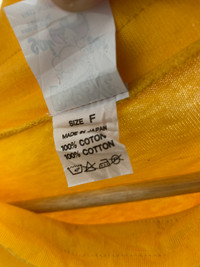 SIZE F
MADE IN JAPAN
100% COTON
100% COTTON